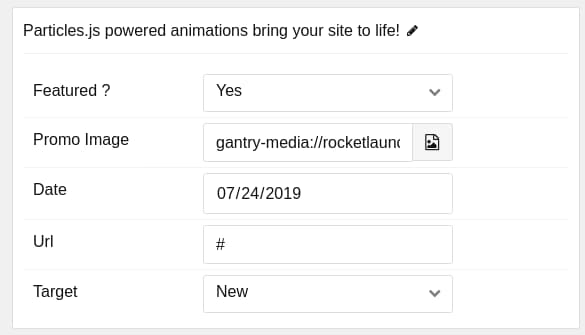 Particles.js powered animations bring your site to life!
Featured ? Yes
Promo Image gantry-media://rocketlaunc
Date 07/24/2019
Url #
Target New